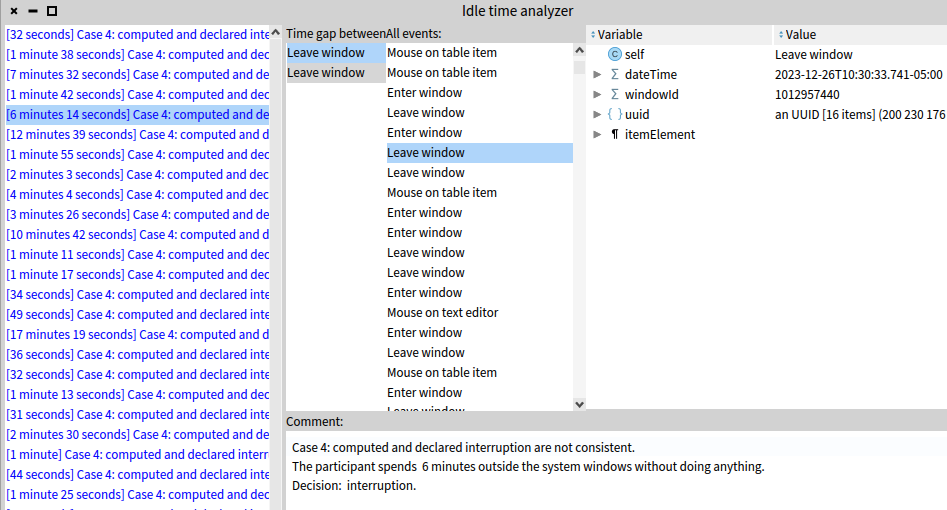 Idle time analyzer
[32 seconds] Case 4: computed and declared inte
[1 minute 38 seconds] Case 4: computed and dec
[7 minutes 32 seconds] Case 4: computed and de
[1 minute 42 seconds] Case 4: computed and dec
[6 minutes 14 seconds] Case 4: computed and de
[12 minutes 39 seconds] Case 4: computed and d
[1 minute 55 seconds] Case 4: computed and dec
[2 minutes 3 seconds] Case 4: computed and dec
[4 minutes 4 seconds] Case 4: computed and dec
[3 minutes 26 seconds] Case 4: computed and de
[10 minutes 42 seconds] Case 4: computed and d
[1 minute 11 seconds] Case 4: computed and dec
[1 minute 17 seconds] Case 4: computed and dec
[34 seconds] Case 4: computed and declared inte
[49 seconds] Case 4: computed and declared inte
[17 minutes 19 seconds] Case 4: computed and d
[36 seconds] Case 4: computed and declared inte
[32 seconds] Case 4: computed and declared inte
[1 minute 13 seconds] Case 4: computed and dec
[31 seconds] Case 4: computed and declared inte
[2 minutes 30 seconds] Case 4: computed and de
[1 minute] Case 4: computed and declared interr
[44 seconds] Case 4: computed and declared inte
[1 minute 25 seconds] Case 4: computed and dec
Time gap between
Leave window
Leave window
All events:
Mouse on table item
Mouse on table item
Enter window
Leave window
Enter window
Leave window
Leave window
Mouse on table item
Enter window
Enter window
Leave window
Leave window
Enter window
Mouse on text editor
Enter window
Leave window
Mouse on table item
Enter window
Leave window
Variable Value
C self Leave window
Σ dateTime 2023-12-26T10:30:33.741-05:00
Σ windowId 1012957440
{ } uuid an UUID [16 items] (200 230 176
¶ itemElement
Comment:
Case 4: computed and declared interruption are not consistent.
The participant spends 6 minutes outside the system windows without doing anything.
Decision: interruption.